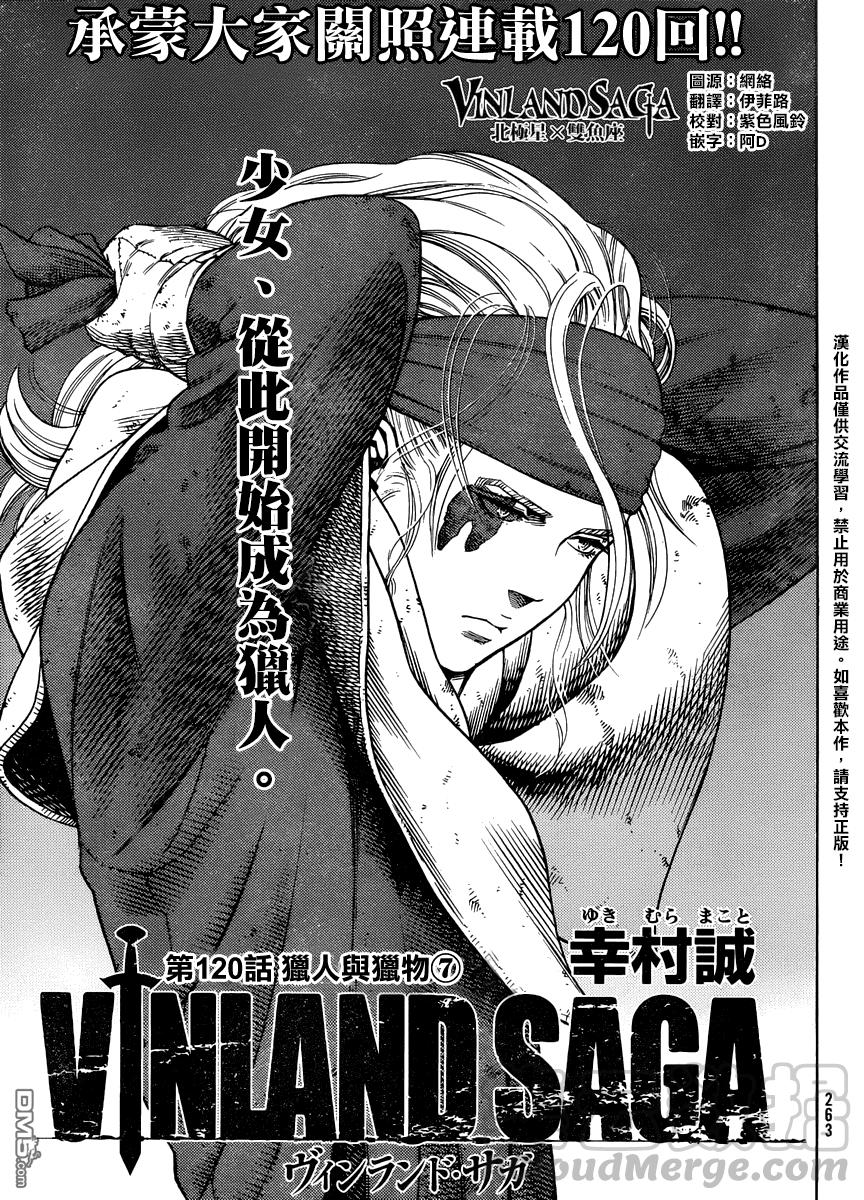 承蒙大家關照連載120回!!
VINLAND SAGA
北極星×雙魚座
圖源：網絡
翻譯：伊菲路
校對：紫色風鈴
嵌字：阿D
少女、從此開始成為獵人。
漢化作品僅供交流學習，禁止用於商業用途。如喜歡本作，請支持正版！
ゆき むら まこと
幸村誠
第120話 獵人與獵物⑦
VINLAND SAGA
ヴィンランド・サガ
263
DM5.com
oudMerge.com